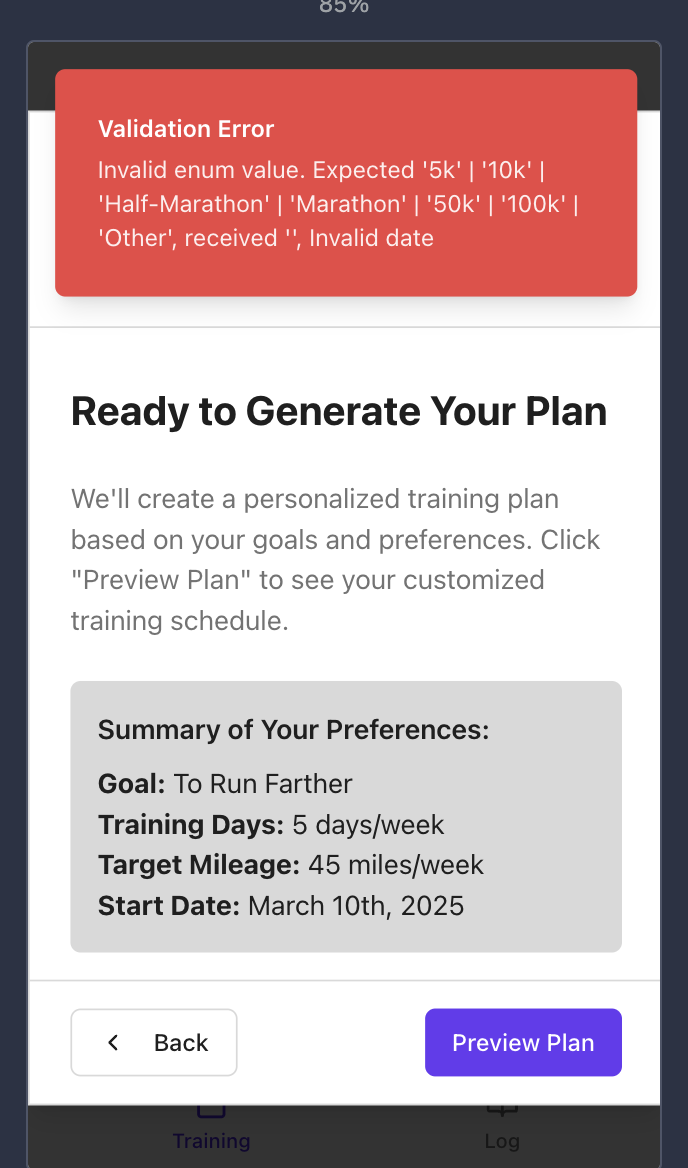 85%
Validation Error
Invalid enum value. Expected '5k' | '10k' |
'Half-Marathon' | 'Marathon' | '50k' | '100k' |
'Other', received '', Invalid date
Ready to Generate Your Plan
We'll create a personalized training plan
based on your goals and preferences. Click
"Preview Plan" to see your customized
training schedule.
Summary of Your Preferences:
Goal: To Run Farther
Training Days: 5 days/week
Target Mileage: 45 miles/week
Start Date: March 10th, 2025
Back
Preview Plan
Training
Log